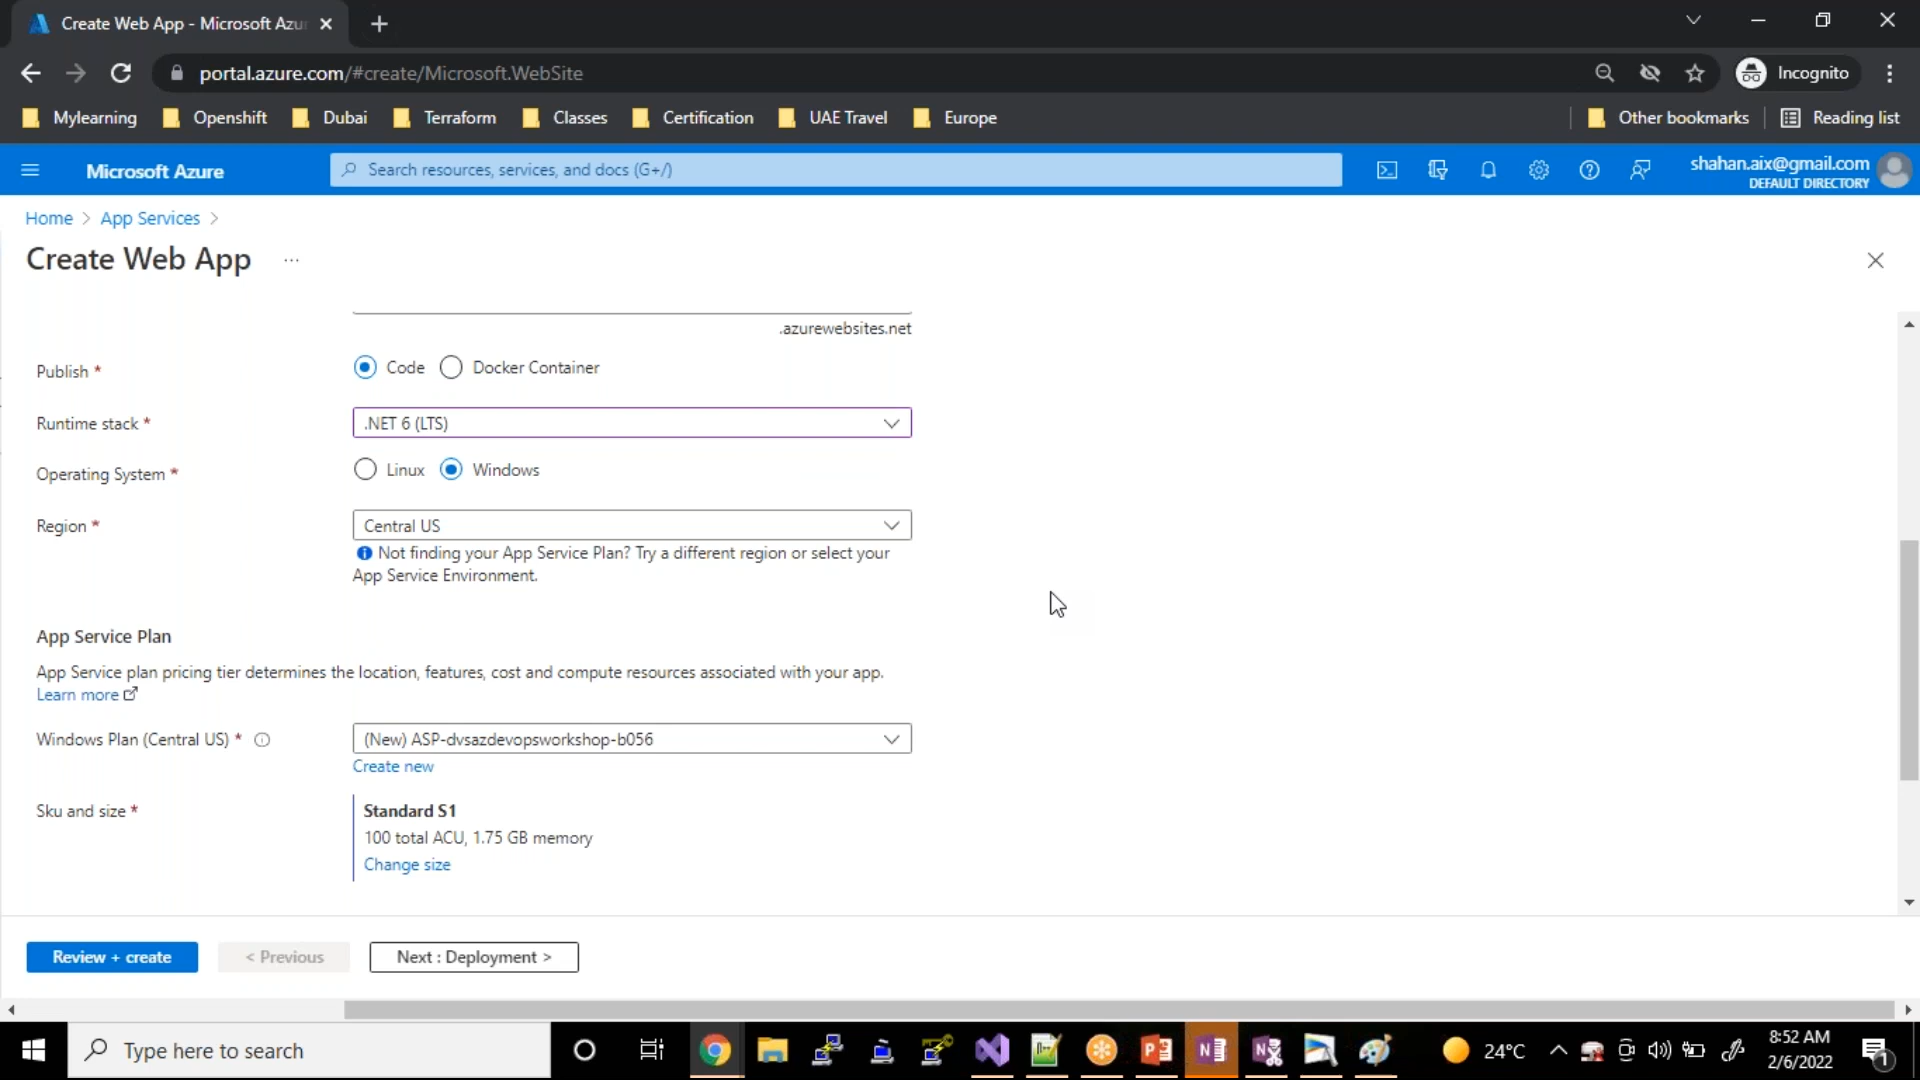 Create Web App - Microsoft Azu
portal.azure.com/#create/Microsoft.WebSite
Incognito
Mylearning
Openshift
Dubai
Terraform
Classes
Certification
UAE Travel
Europe
Other bookmarks
Reading list
Microsoft Azure
Search resources, services, and docs (G+/)
shahan.aix@gmail.com
DEFAULT DIRECTORY
Home > App Services >
Create Web App ...
.azurewebsites.net
Publish *
Code
Docker Container
Runtime stack *
.NET 6 (LTS)
Operating System *
Linux
Windows
Region *
Central US
Not finding your App Service Plan? Try a different region or select your
App Service Environment.
App Service Plan
App Service plan pricing tier determines the location, features, cost and compute resources associated with your app.
Learn more
Windows Plan (Central US) *
(New) ASP-dvsazdevopsworkshop-b056
Create new
Sku and size *
Standard S1
100 total ACU, 1.75 GB memory
Change size
Review + create
< Previous
Next : Deployment >
Type here to search
24°C
8:52 AM
2/6/2022
1